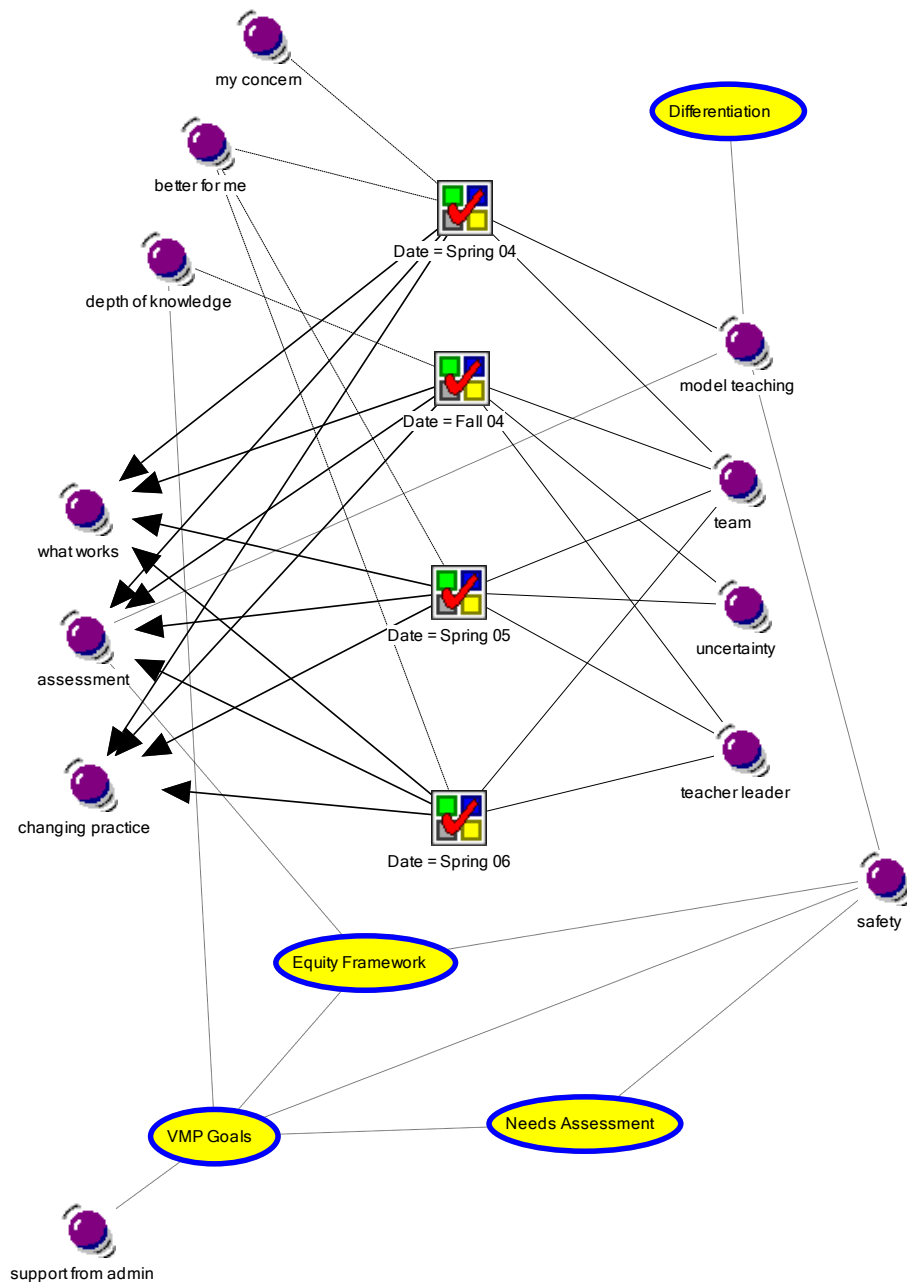 my concern
Differentiation
better for me
Date = Spring 04
depth of knowledge
model teaching
Date = Fall 04
team
what works
Date = Spring 05
uncertainty
assessment
teacher leader
changing practice
Date = Spring 06
safety
Equity Framework
Needs Assessment
VMP Goals
support from admin